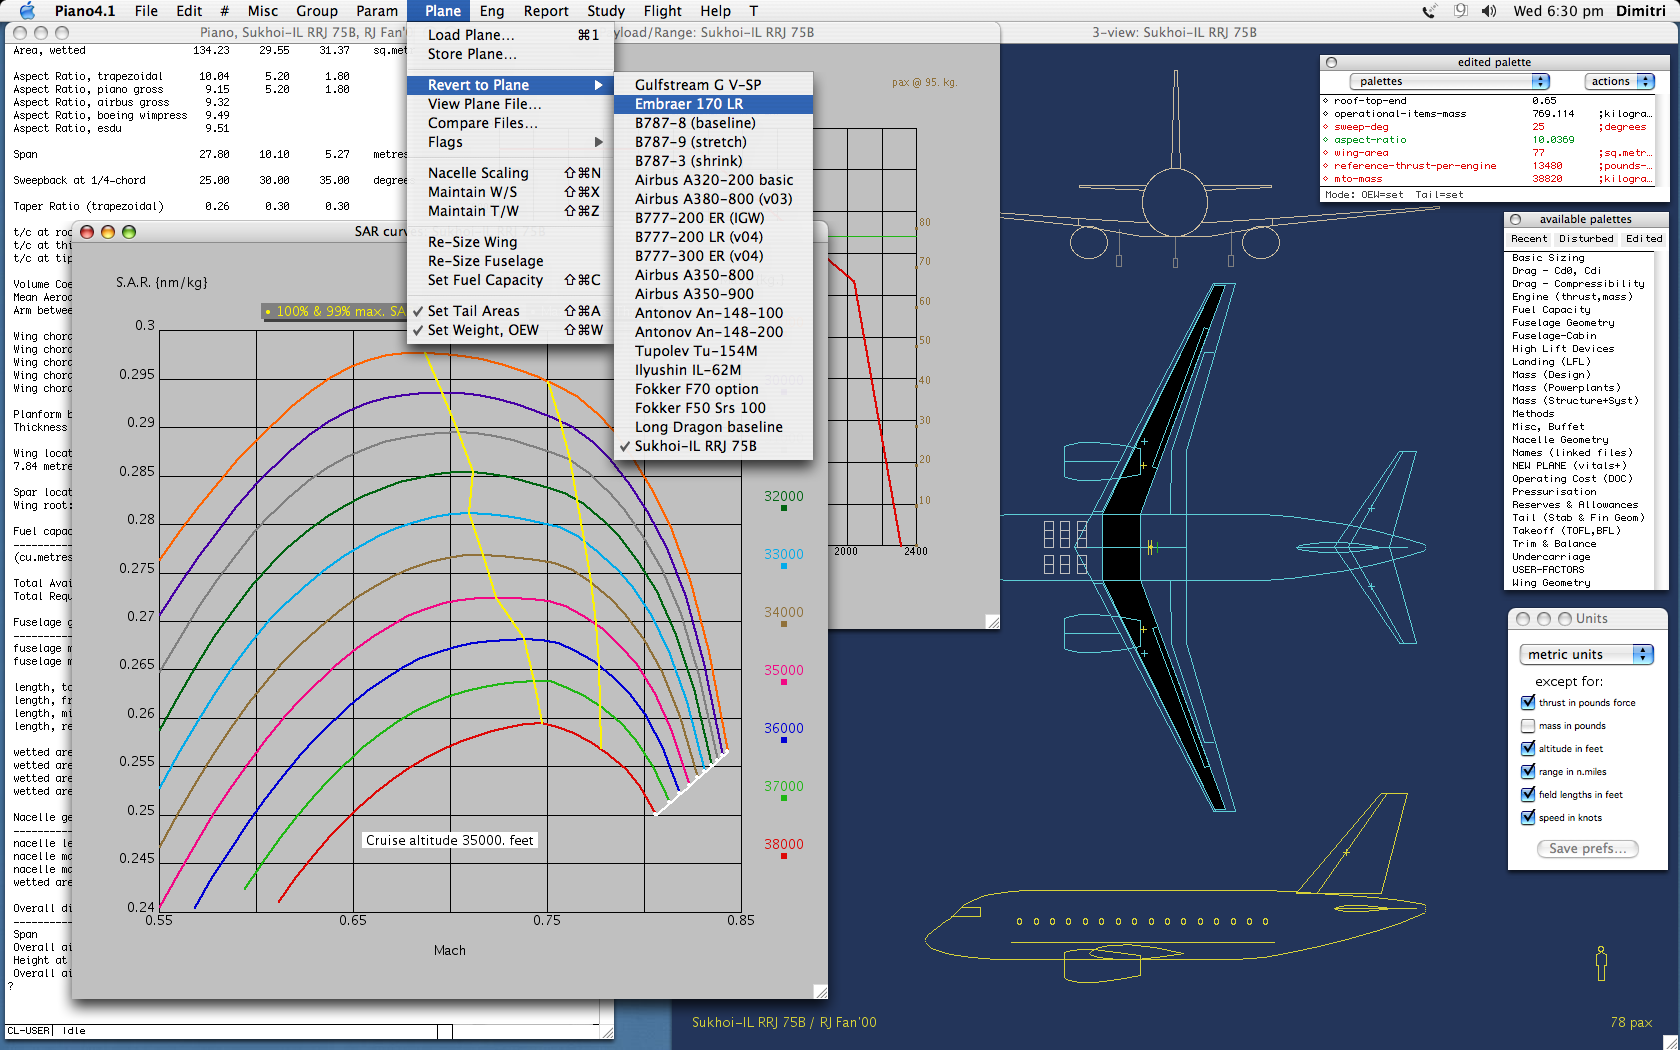 Piano4.1 File Edit # Misc Group Param Plane Eng Report Study Flight Help T Wed 6:30 pm Dimitri
Piano, Sukhoi-IL RRJ 75B, RJ Fan'
Area, wetted 134.23 29.55 31.37 sq.me
Aspect Ratio, trapezoidal 10.04 5.20 1.80
Aspect Ratio, piano gross 9.15 5.20 1.80
Aspect Ratio, airbus gross 9.32
Aspect Ratio, boeing wimpress 9.49
Aspect Ratio, esdu 9.51
Span 27.80 10.10 5.27 metres
Sweepback at 1/4-chord 25.00 30.00 35.00 degree
Taper Ratio (trapezoidal) 0.26 0.30 0.30
t/c at roo
t/c at thi
t/c at tip
Volume Coe
Mean Aerod
Arm betwee
Wing chord
Wing chord
Wing chord
Wing chord
Wing chord
Planform b
Thickness
Wing locat
7.84 metre
Spar locat
Wing root:
Fuel capac
(cu.metres
Total Avai
Total Requ
Fuselage g
fuselage m
fuselage m
length, to
length, fr
length, mi
length, re
wetted are
wetted are
wetted are
wetted are
Nacelle ge
nacelle le
nacelle ma
nacelle ma
wetted are
Overall di
Span
Overall ai
Height at
Overall ai
?
CL-USER| Idle
Load Plane... ⌘1
Store Plane...
Revert to Plane
View Plane File...
Compare Files...
Flags
Nacelle Scaling ⇧⌘N
Maintain W/S ⇧⌘X
Maintain T/W ⇧⌘Z
Re-Size Wing
Re-Size Fuselage
Set Fuel Capacity ⇧⌘C
✓ Set Tail Areas ⇧⌘A
✓ Set Weight, OEW ⇧⌘W
Gulfstream G V-SP
Embraer 170 LR
B787-8 (baseline)
B787-9 (stretch)
B787-3 (shrink)
Airbus A320-200 basic
Airbus A380-800 (v03)
B777-200 ER (IGW)
B777-200 LR (v04)
B777-300 ER (v04)
Airbus A350-800
Airbus A350-900
Antonov An-148-100
Antonov An-148-200
Tupolev Tu-154M
Ilyushin IL-62M
Fokker F70 option
Fokker F50 Srs 100
Long Dragon baseline
✓ Sukhoi-IL RRJ 75B
yload/Range: Sukhoi-IL RRJ 75B
pax @ 95. kg.
80
70
60
50
40
30
20
10
2000 2400
SAR curve
S.A.R. {nm/kg}
• 100% & 99% max. SA
0.3
0.295
0.29
0.285
0.28
0.275
0.27
0.265
0.26
0.255
0.25
0.245
0.24
0.55 0.65 0.75 0.85
Mach
Cruise altitude 35000. feet
32000
33000
34000
35000
36000
37000
38000
3-view: Sukhoi-IL RRJ 75B
Sukhoi-IL RRJ 75B / RJ Fan'00 78 pax
edited palette
palettes actions
roof-top-end 0.65
operational-items-mass 769.114 ;kilogra...
sweep-deg 25 ;degrees
aspect-ratio 10.0369
wing-area 77 ;sq.metr...
reference-thrust-per-engine 13480 ;pounds-...
mto-mass 38820 ;kilogra...
Mode: OEW=set Tail=set
available palettes
Recent Disturbed Edited
Basic Sizing
Drag - Cd0, Cdi
Drag - Compressibility
Engine (thrust,mass)
Fuel Capacity
Fuselage Geometry
Fuselage-Cabin
High Lift Devices
Landing (LFL)
Mass (Design)
Mass (Powerplants)
Mass (Structure+Syst)
Methods
Misc, Buffet
Nacelle Geometry
Names (linked files)
NEW PLANE (vitals+)
Operating Cost (DOC)
Pressurisation
Reserves & Allowances
Tail (Stab & Fin Geom)
Takeoff (TOFL,BFL)
Trim & Balance
Undercarriage
USER-FACTORS
Wing Geometry
Units
metric units
except for:
thrust in pounds force
mass in pounds
altitude in feet
range in n.miles
field lengths in feet
speed in knots
Save prefs...